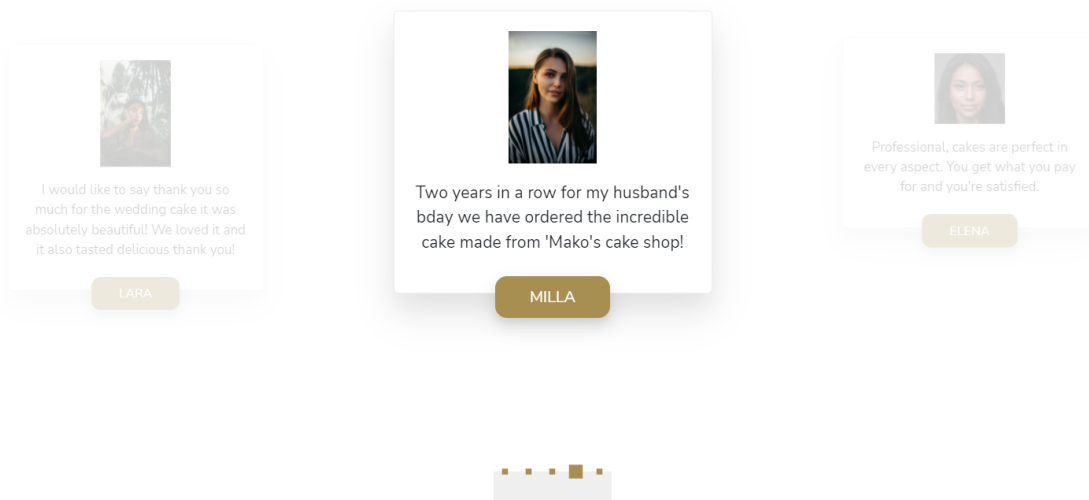 I would like to say thank you so
much for the wedding cake it was
absolutely beautiful! We loved it and
it also tasted delicious thank you!
LARA
Two years in a row for my husband's
bday we have ordered the incredible
cake made from 'Mako's cake shop!
MILLA
Professional, cakes are perfect in
every aspect. You get what you pay
for and you're satisfied.
ELENA